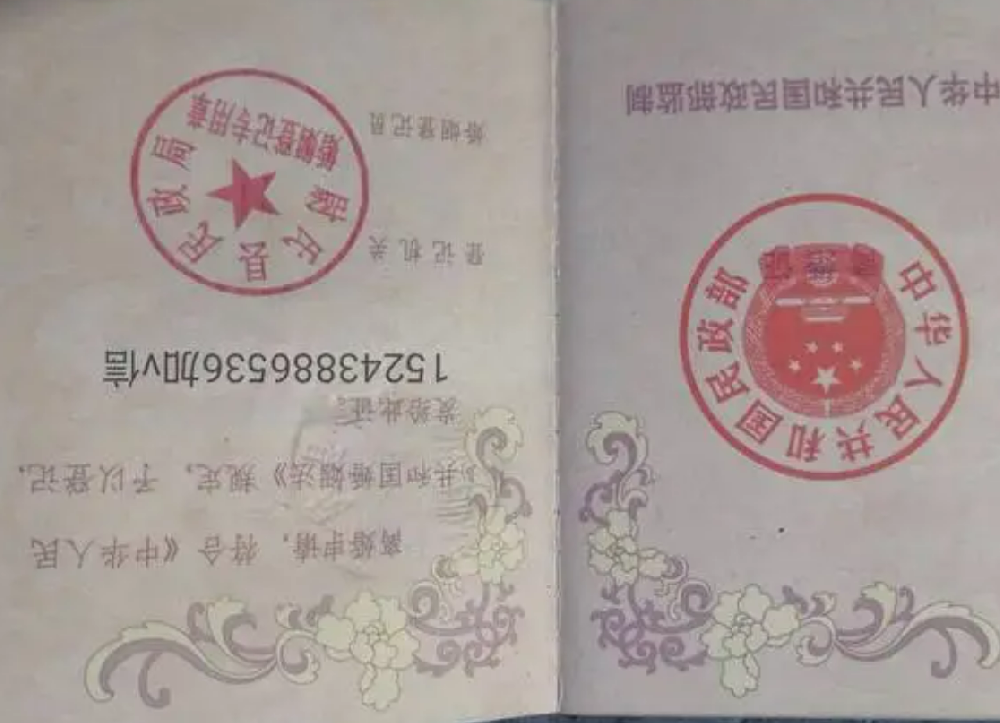 中华人民共和国民政部
中华人民共和国民政部监制
离婚申请，符合《中华人民
共和国婚姻法》规定，予以登记，
发给此证。
15243886536加v信
登记机关
尉氏县民政局
婚姻登记专用章
婚姻登记员